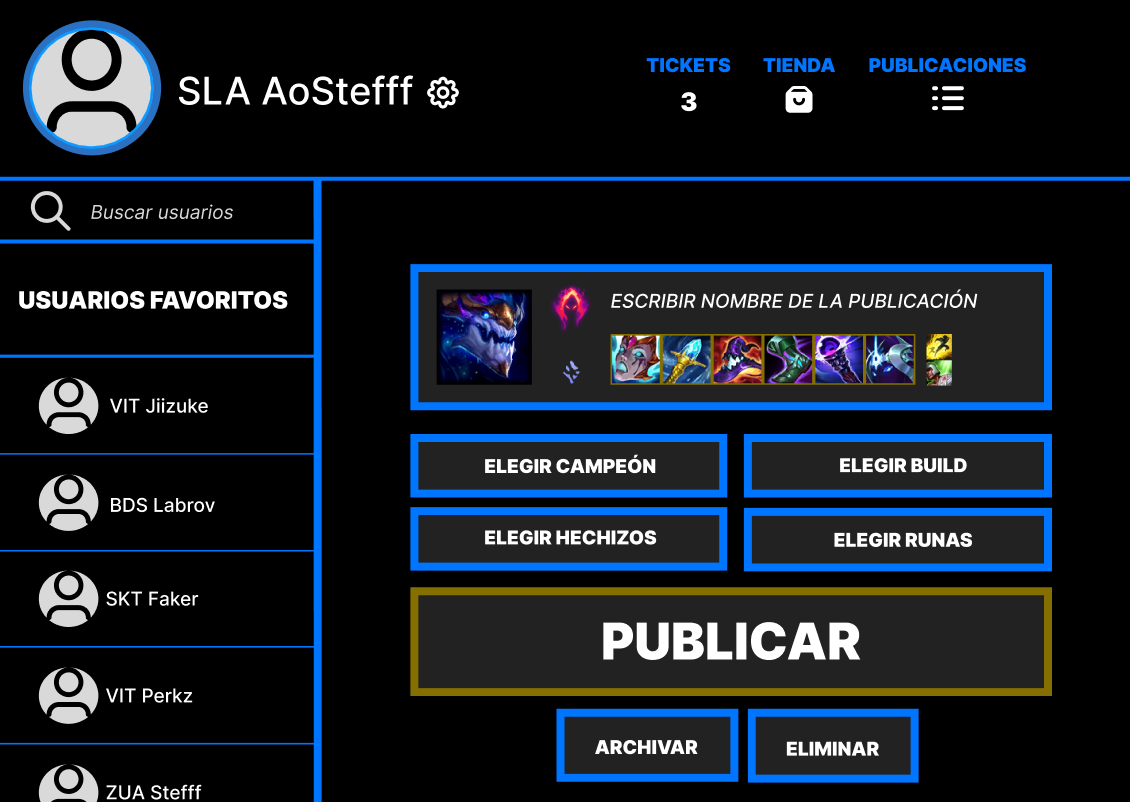 SLA AoStefff
TICKETS
TIENDA
PUBLICACIONES
3
Buscar usuarios
USUARIOS FAVORITOS
VIT Jiizuke
BDS Labrov
SKT Faker
VIT Perkz
ZUA Stefff
ESCRIBIR NOMBRE DE LA PUBLICACIÓN
ELEGIR CAMPEÓN
ELEGIR BUILD
ELEGIR HECHIZOS
ELEGIR RUNAS
PUBLICAR
ARCHIVAR
ELIMINAR